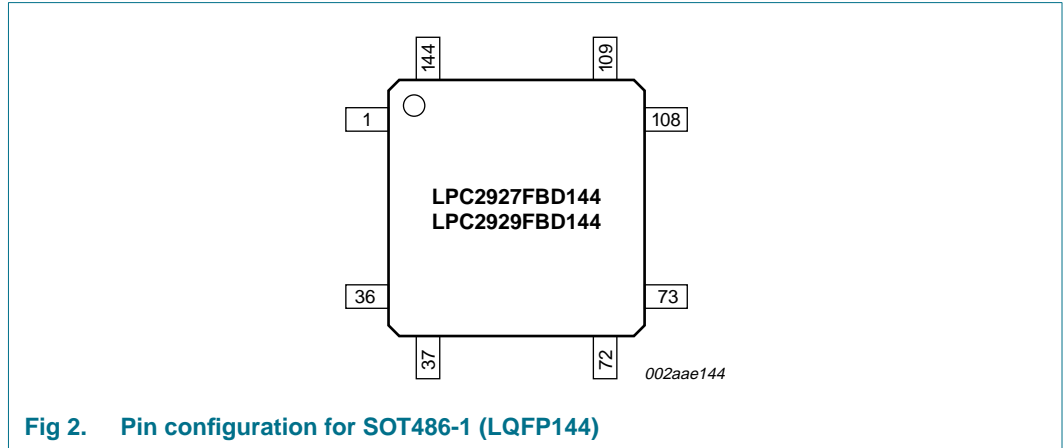 144 109
1 108
LPC2927FBD144
LPC2929FBD144
36 73
37 72
002aae144
Fig 2. Pin configuration for SOT486-1 (LQFP144)